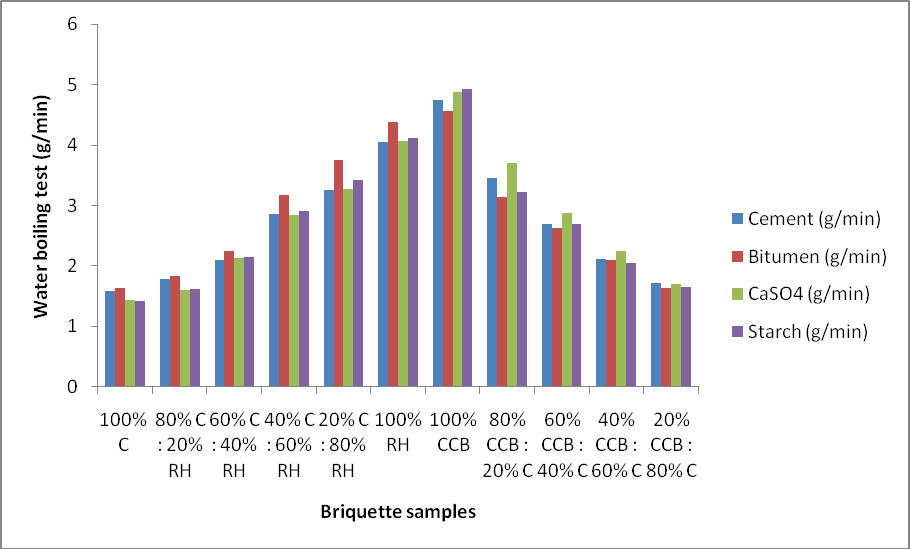 6
5
4
3
2
1
0
Water boiling test (g/min)
100%
C
80% C
: 20%
RH
60% C
: 40%
RH
40% C
: 60%
RH
20% C
: 80%
RH
100%
RH
100%
CCB
80%
CCB :
20% C
60%
CCB :
40% C
40%
CCB :
60% C
20%
CCB :
80% C
Briquette samples
Cement (g/min)
Bitumen (g/min)
CaSO4 (g/min)
Starch (g/min)